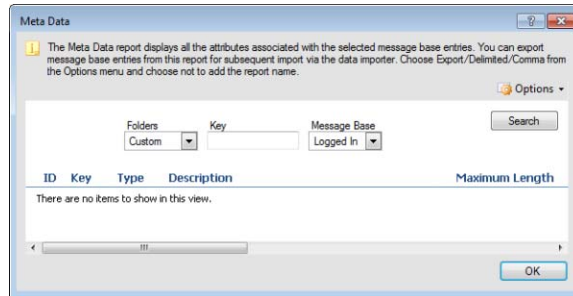 Meta Data
The Meta Data report displays all the attributes associated with the selected message base entries. You can export
message base entries from this report for subsequent import via the data importer. Choose Export/Delimited/Comma from
the Options menu and choose not to add the report name.
Options
Folders Key Message Base Search
Custom Logged In
ID Key Type Description Maximum Length
There are no items to show in this view.
OK